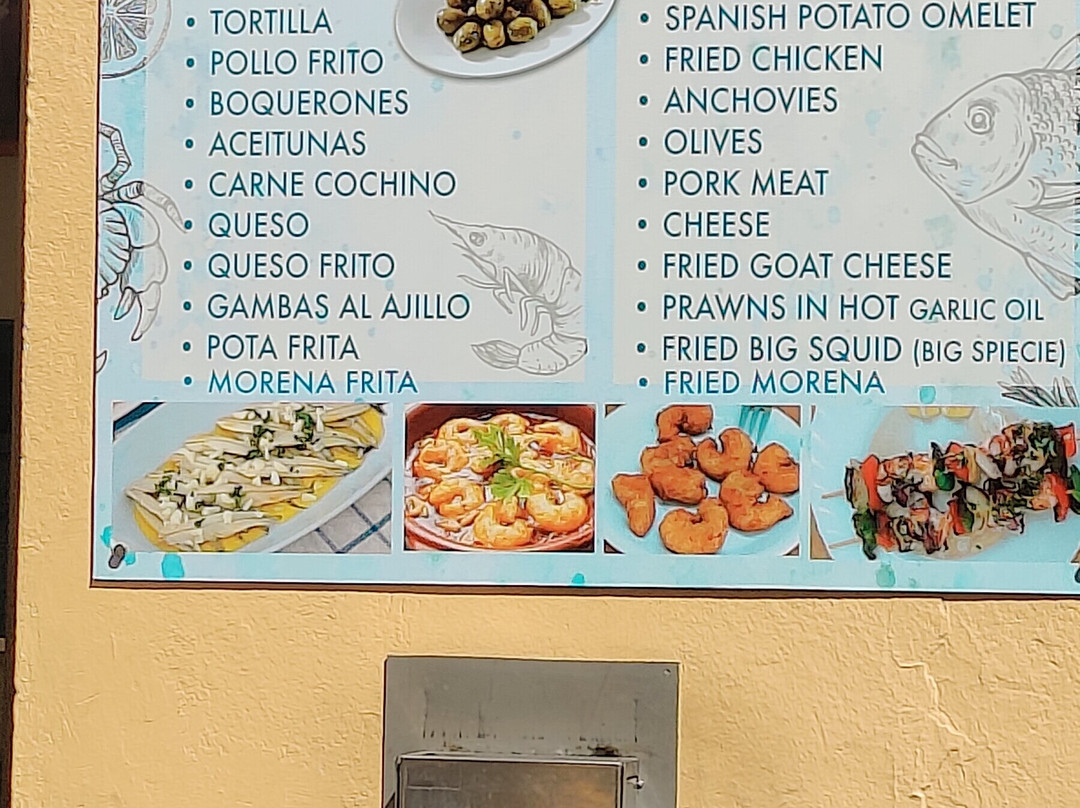 • TORTILLA
• POLLO FRITO
• BOQUERONES
• ACEITUNAS
• CARNE COCHINO
• QUESO
• QUESO FRITO
• GAMBAS AL AJILLO
• POTA FRITA
• MORENA FRITA
• SPANISH POTATO OMELET
• FRIED CHICKEN
• ANCHOVIES
• OLIVES
• PORK MEAT
• CHEESE
• FRIED GOAT CHEESE
• PRAWNS IN HOT GARLIC OIL
• FRIED BIG SQUID (BIG SPIECIE)
• FRIED MORENA